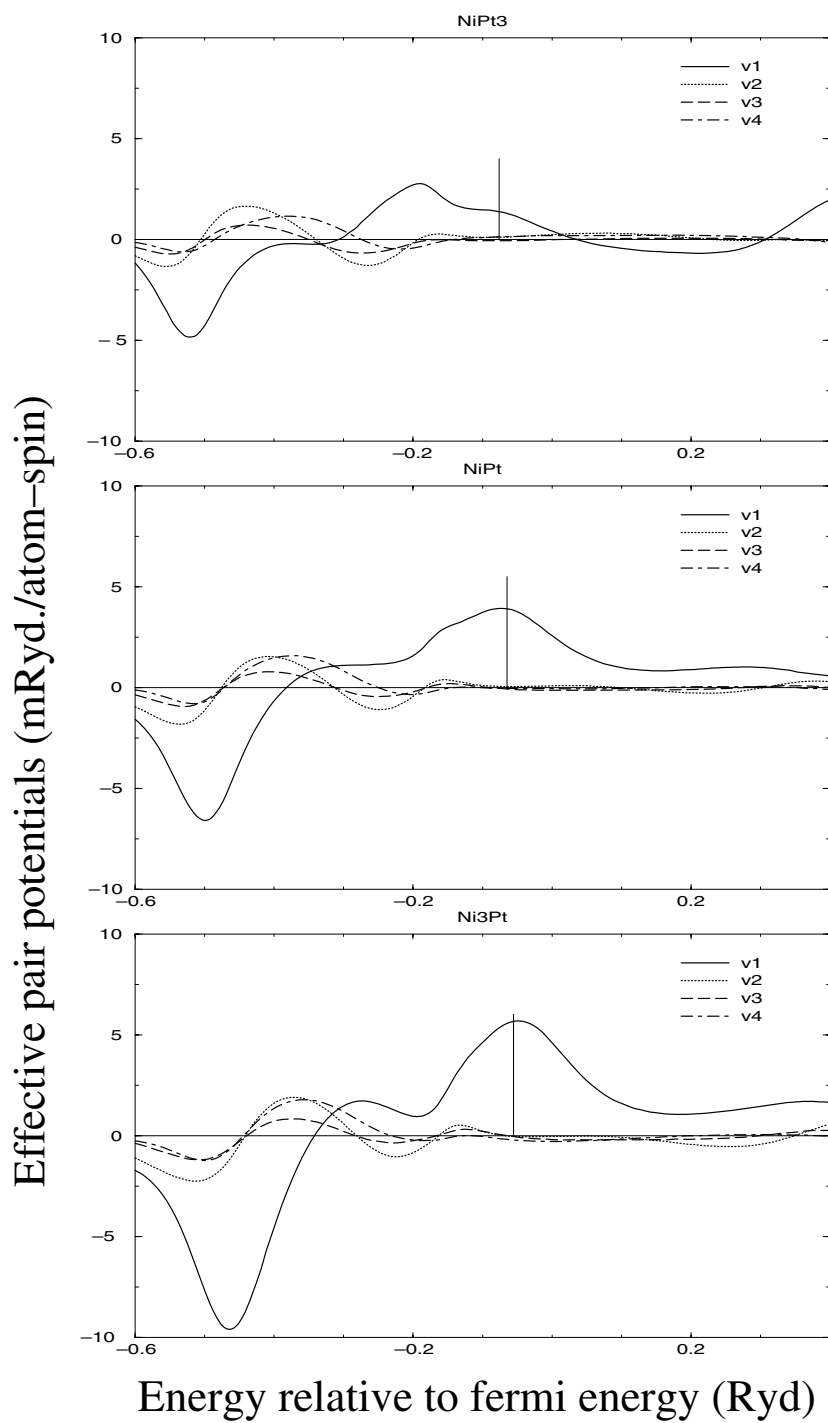 NiPt3
10
5
0
−5
−10
v1
v2
v3
v4
−0.6
−0.2
0.2
NiPt
10
5
0
−5
−10
v1
v2
v3
v4
−0.6
−0.2
0.2
Ni3Pt
10
5
0
−5
−10
v1
v2
v3
v4
−0.6
−0.2
0.2
Effective pair potentials (mRyd./atom−spin)
Energy relative to fermi energy (Ryd)